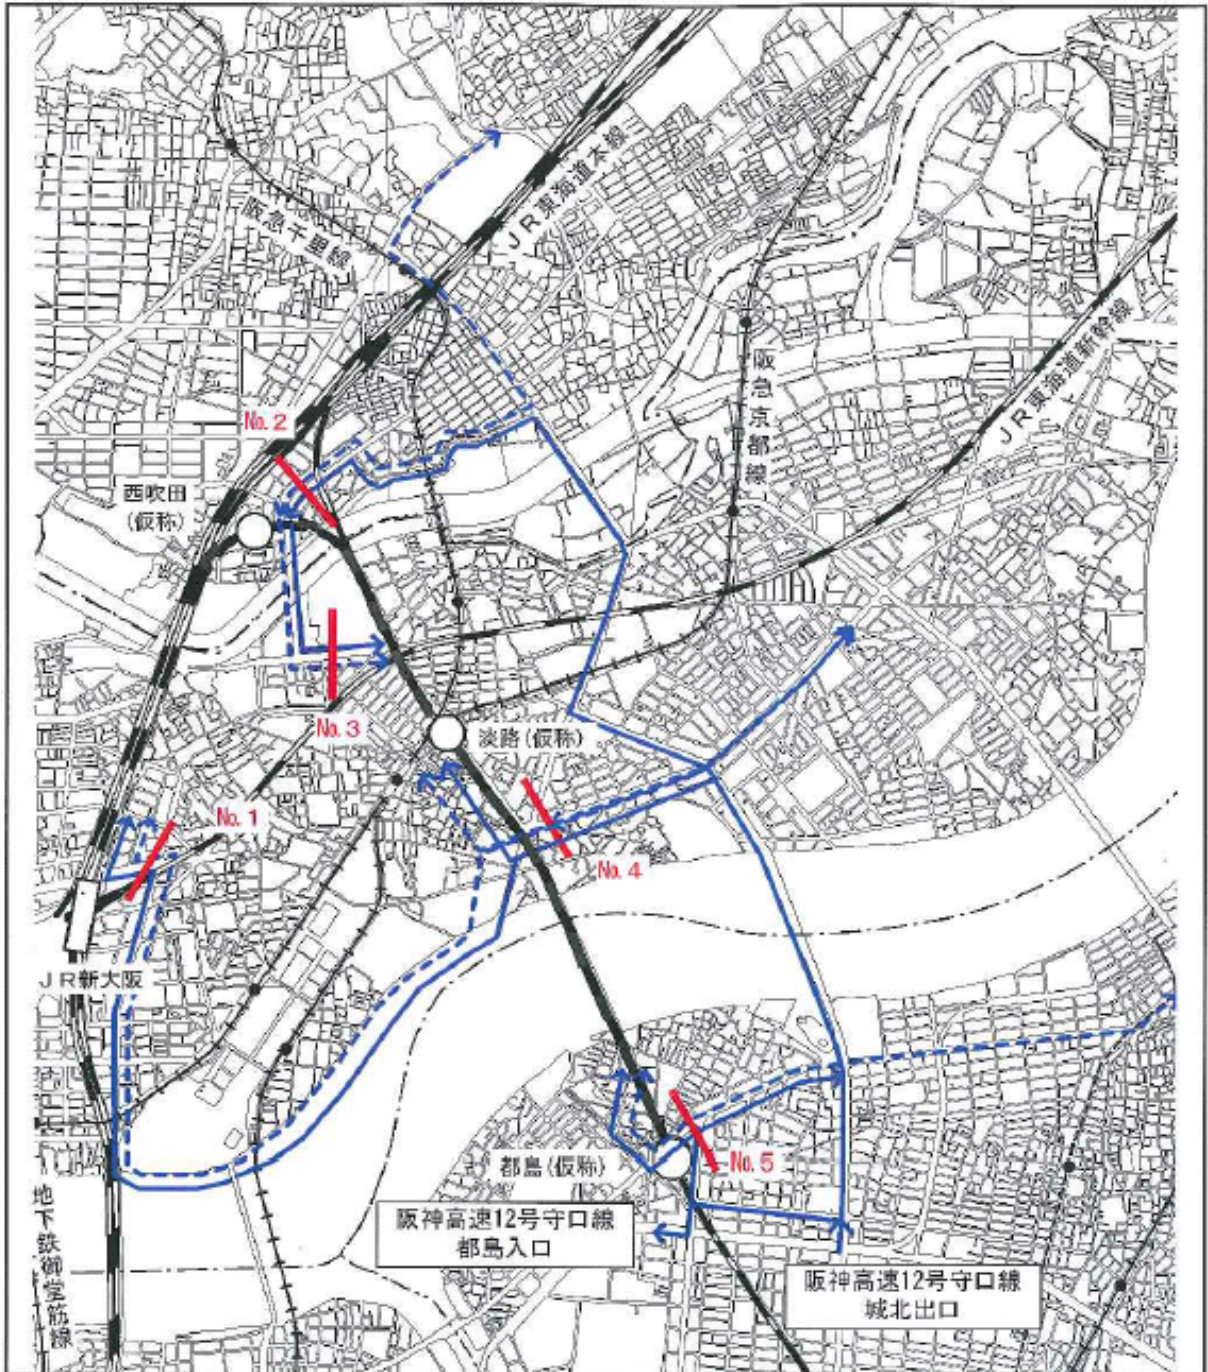 阪急千里線
JR東海道本線
JR東海道新幹線
阪急京都線
No.2
西吹田
(仮称)
No.3
淡路(仮称)
No.1
No.4
JR新大阪
都島(仮称)
No.5
地下鉄御堂筋線
阪神高速12号守口線
都島入口
阪神高速12号守口線
城北出口